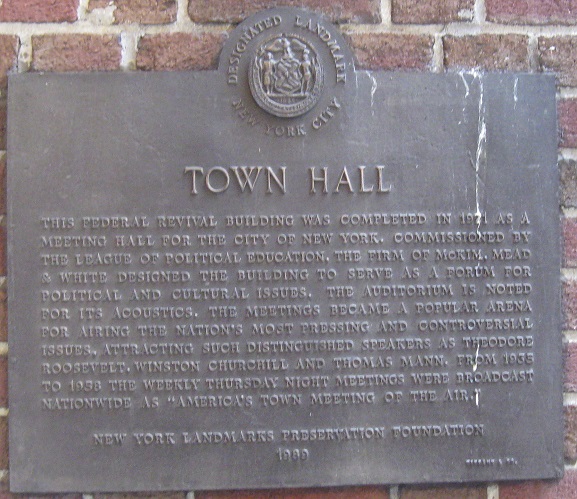 DESIGNATED LANDMARK
NEW YORK CITY
TOWN HALL
THIS FEDERAL REVIVAL BUILDING WAS COMPLETED IN 1921 AS A
MEETING HALL FOR THE CITY OF NEW YORK. COMMISSIONED BY
THE LEAGUE OF POLITICAL EDUCATION, THE FIRM OF MCKIM, MEAD
& WHITE DESIGNED THE BUILDING TO SERVE AS A FORUM FOR
POLITICAL AND CULTURAL ISSUES. THE AUDITORIUM IS NOTED
FOR ITS ACOUSTICS. THE MEETINGS BECAME A POPULAR ARENA
FOR AIRING THE NATION'S MOST PRESSING AND CONTROVERSIAL
ISSUES, ATTRACTING SUCH DISTINGUISHED SPEAKERS AS THEODORE
ROOSEVELT, WINSTON CHURCHILL AND THOMAS MANN. FROM 1935
TO 1938 THE WEEKLY THURSDAY NIGHT MEETINGS WERE BROADCAST
NATIONWIDE AS "AMERICA'S TOWN MEETING OF THE AIR."
NEW YORK LANDMARKS PRESERVATION FOUNDATION
1989